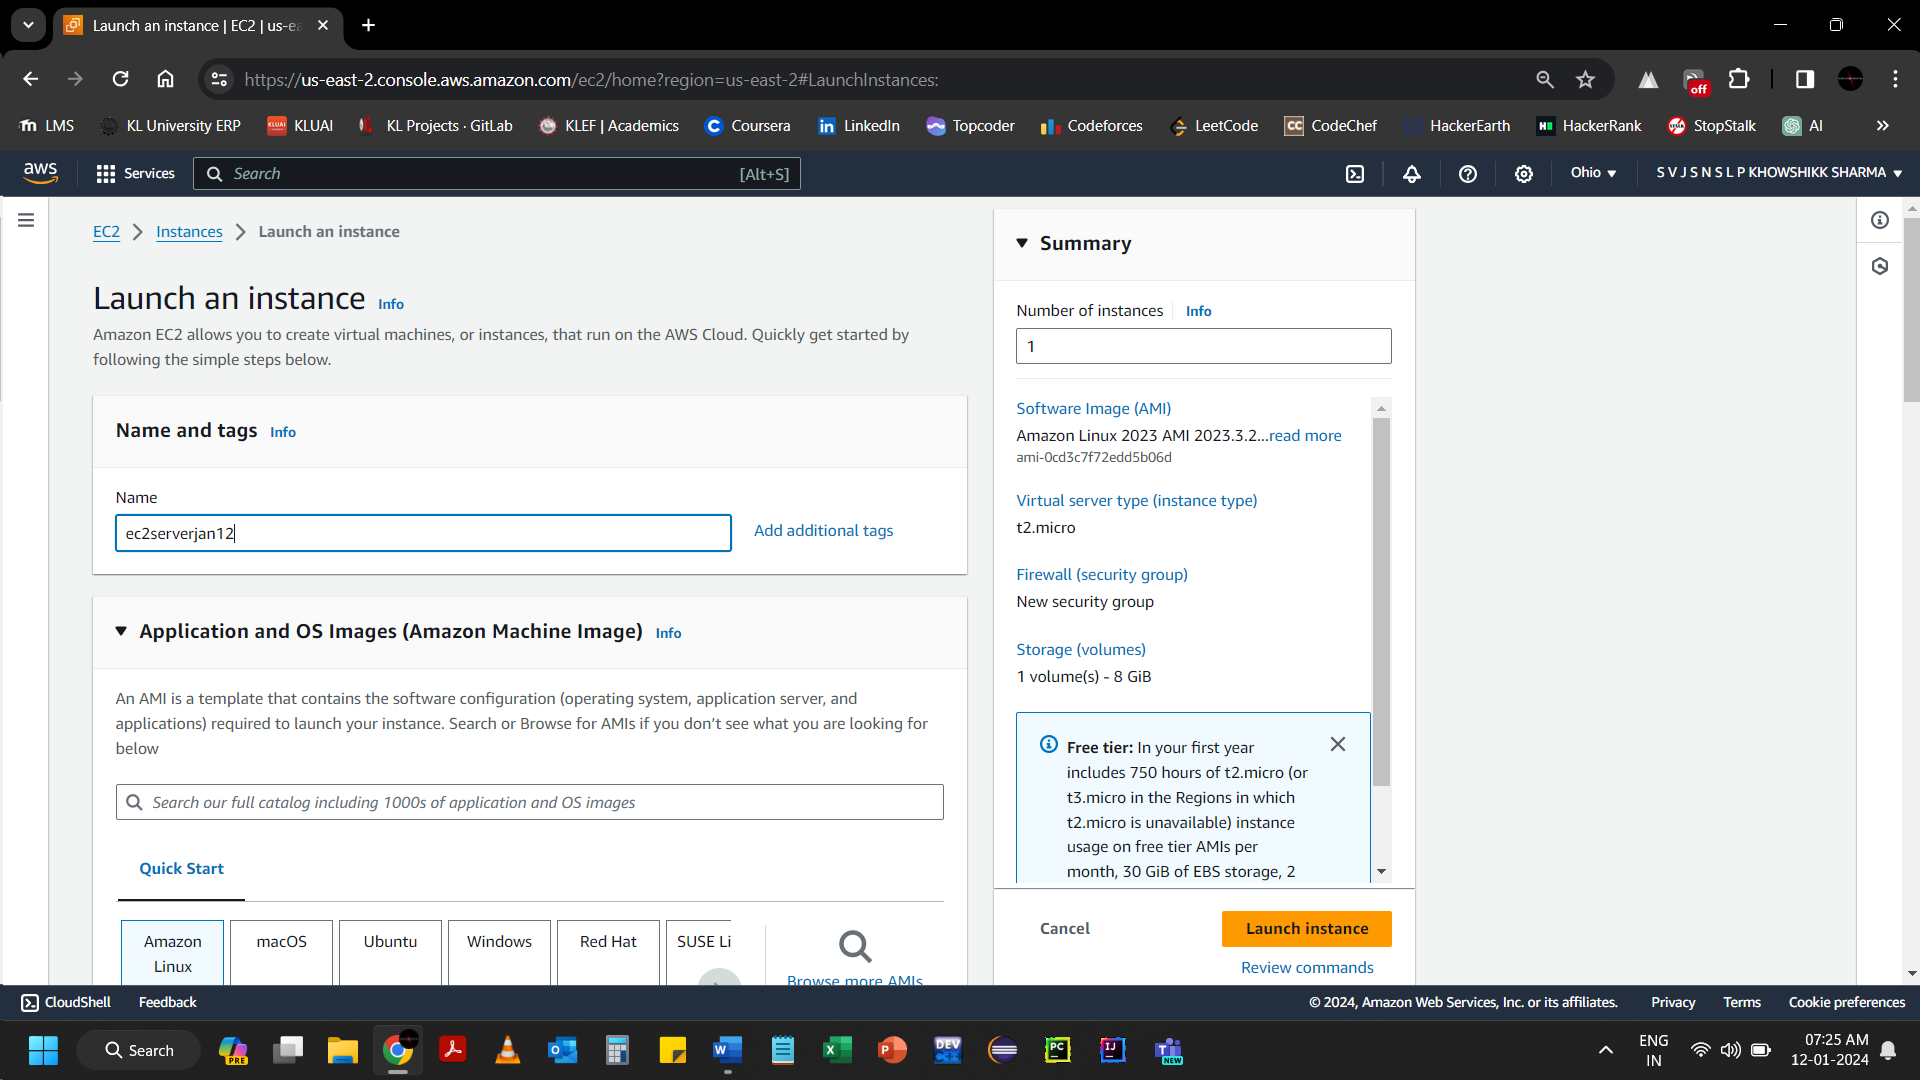 Launch an instance | EC2 | us-ea
https://us-east-2.console.aws.amazon.com/ec2/home?region=us-east-2#LaunchInstances:
off
LMS
KL University ERP
KLUAI
KL Projects · GitLab
KLEF | Academics
Coursera
LinkedIn
Topcoder
Codeforces
LeetCode
CodeChef
HackerEarth
HackerRank
StopStalk
AI
aws
Services
Search
[Alt+S]
Ohio
S V J S N S L P KHOWSHIKK SHARMA
EC2
Instances
Launch an instance
Launch an instance Info
Amazon EC2 allows you to create virtual machines, or instances, that run on the AWS Cloud. Quickly get started by
following the simple steps below.
Name and tags Info
Name
ec2serverjan12
Add additional tags
Application and OS Images (Amazon Machine Image) Info
An AMI is a template that contains the software configuration (operating system, application server, and
applications) required to launch your instance. Search or Browse for AMIs if you don't see what you are looking for
below
Search our full catalog including 1000s of application and OS images
Quick Start
Amazon
Linux
macOS
Ubuntu
Windows
Red Hat
SUSE Li
Browse more AMIs
Summary
Number of instances Info
1
Software Image (AMI)
Amazon Linux 2023 AMI 2023.3.2...read more
ami-0cd3c7f72edd5b06d
Virtual server type (instance type)
t2.micro
Firewall (security group)
New security group
Storage (volumes)
1 volume(s) - 8 GiB
Free tier: In your first year
includes 750 hours of t2.micro (or
t3.micro in the Regions in which
t2.micro is unavailable) instance
usage on free tier AMIs per
month, 30 GiB of EBS storage, 2
Cancel
Launch instance
Review commands
CloudShell
Feedback
© 2024, Amazon Web Services, Inc. or its affiliates.
Privacy
Terms
Cookie preferences
Search
ENG
IN
07:25 AM
12-01-2024